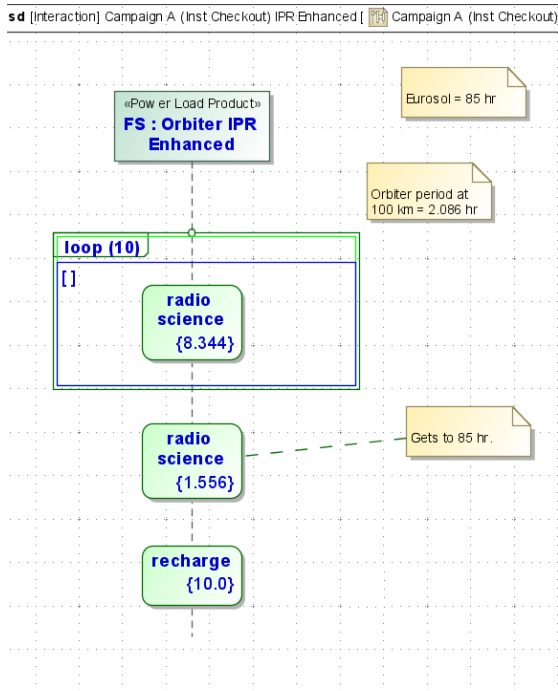 sd [Interaction] Campaign A (Inst Checkout) IPR Enhanced [ Campaign A (Inst Checkout)
«Power Load Product»
FS : Orbiter IPR
Enhanced
Eurosol = 85 hr
Orbiter period at
100 km = 2.086 hr
loop (10)
[ ]
radio
science
{8.344}
radio
science
{1.556}
Gets to 85 hr.
recharge
{10.0}